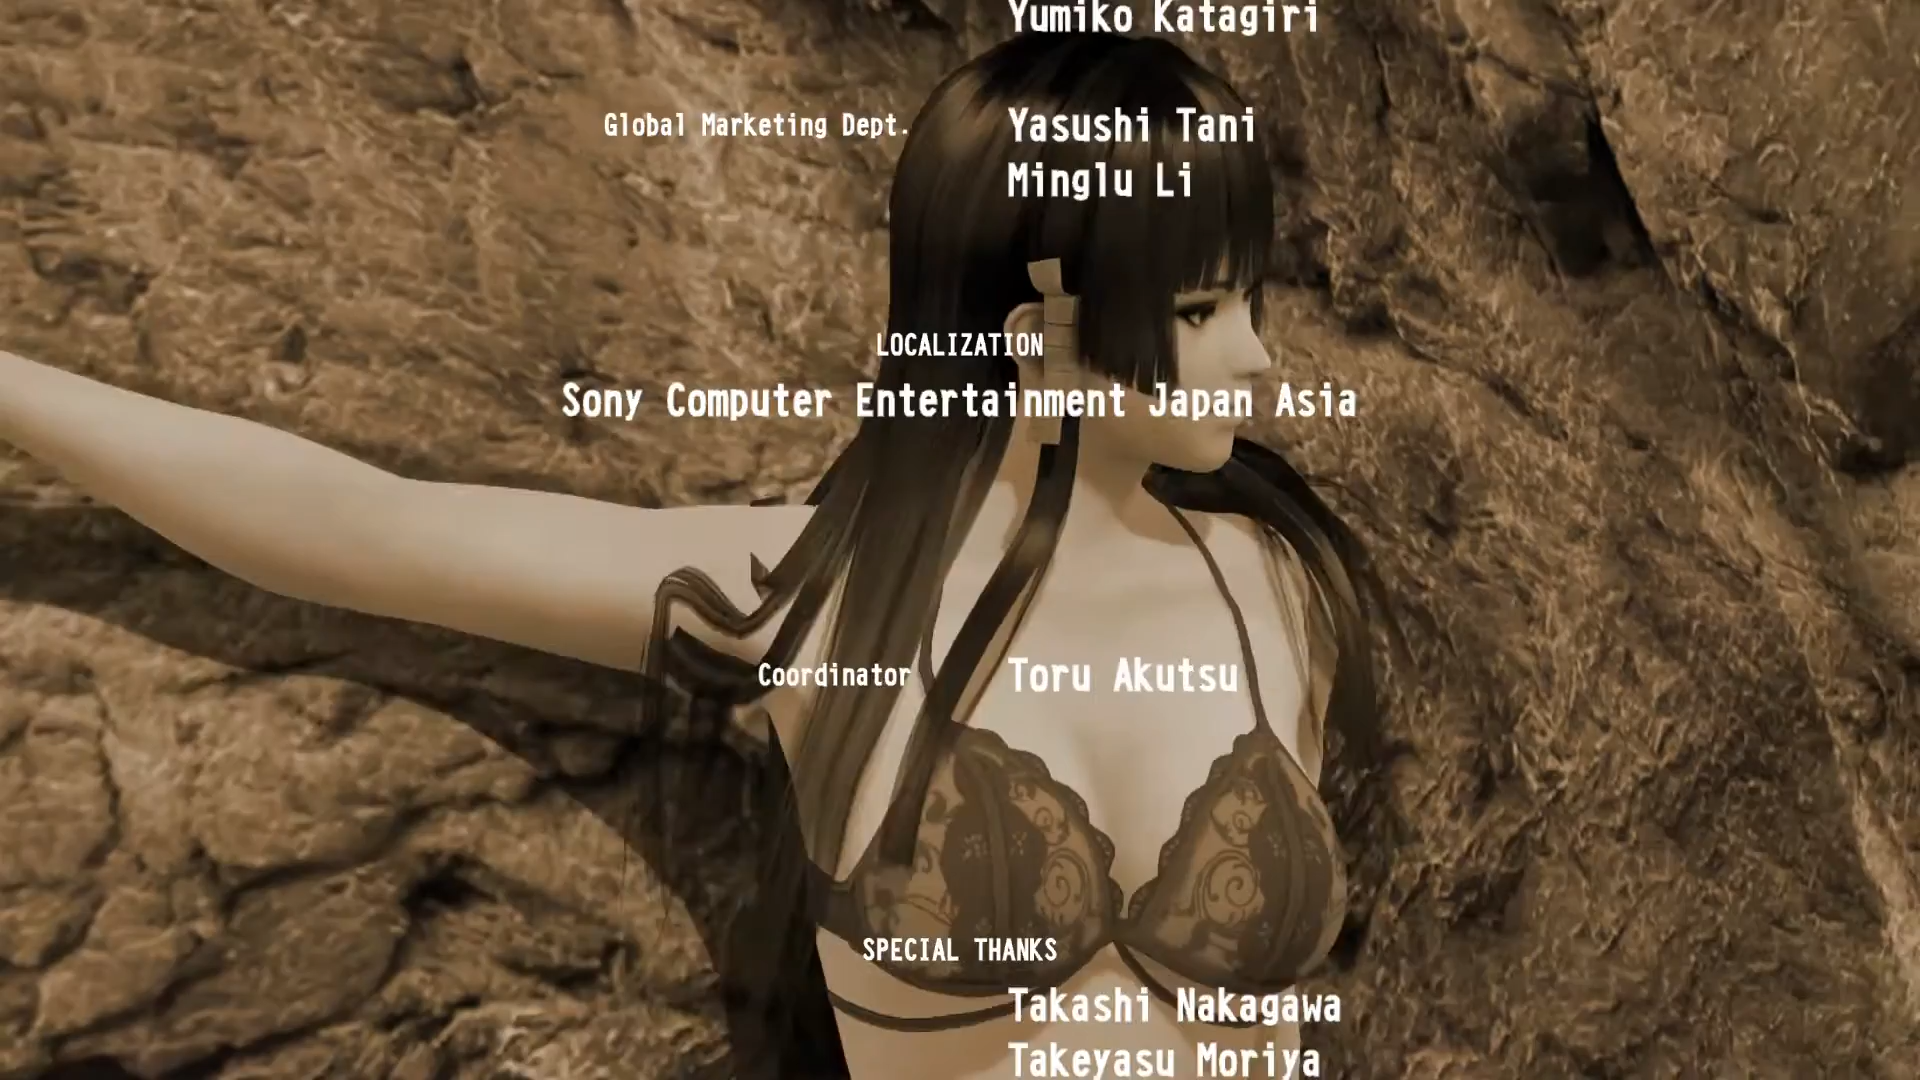 Yumiko Katagiri
Global Marketing Dept. Yasushi Tani
Minglu Li
LOCALIZATION
Sony Computer Entertainment Japan Asia
Coordinator Toru Akutsu
SPECIAL THANKS
Takashi Nakagawa
Takeyasu Moriya